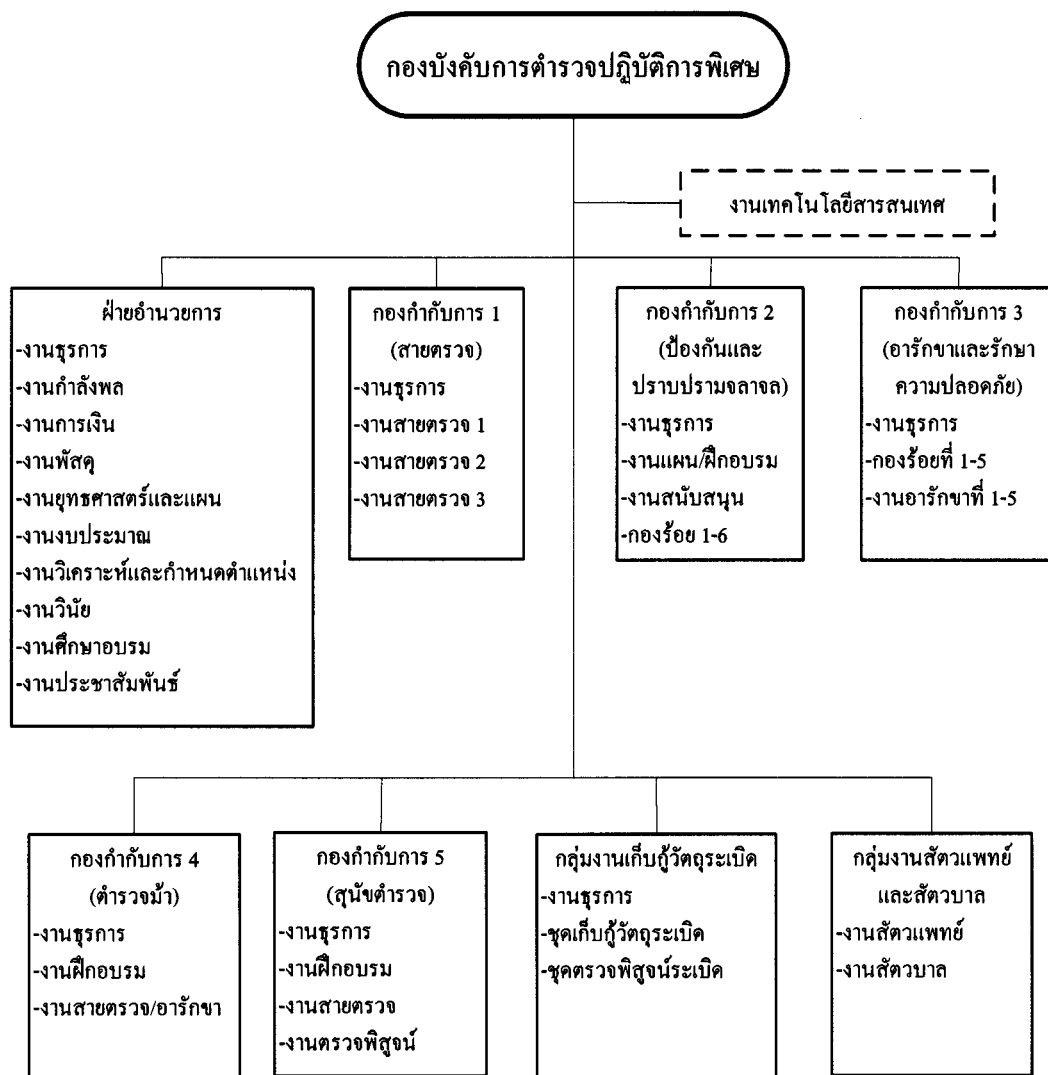 กองบังคับการตำรวจปฏิบัติการพิเศษ
งานเทคโนโลยีสารสนเทศ
ฝ่ายอำนวยการ
-งานธุรการ
-งานกำลังพล
-งานการเงิน
-งานพัสดุ
-งานยุทธศาสตร์และแผน
-งานงบประมาณ
-งานวิเคราะห์และกำหนดตำแหน่ง
-งานวินัย
-งานศึกษาอบรม
-งานประชาสัมพันธ์
กองกำกับการ 1
(สายตรวจ)
-งานธุรการ
-งานสายตรวจ 1
-งานสายตรวจ 2
-งานสายตรวจ 3
กองกำกับการ 2
(ป้องกันและ
ปราบปรามจลาจล)
-งานธุรการ
-งานแผน/ฝึกอบรม
-งานสนับสนุน
-กองร้อย 1-6
กองกำกับการ 3
(อารักขาและรักษา
ความปลอดภัย)
-งานธุรการ
-กองร้อยที่ 1-5
-งานอารักขาที่ 1-5
กองกำกับการ 4
(ตำรวจม้า)
-งานธุรการ
-งานฝึกอบรม
-งานสายตรวจ/อารักขา
กองกำกับการ 5
(สุนัขตำรวจ)
-งานธุรการ
-งานฝึกอบรม
-งานสายตรวจ
-งานตรวจพิสูจน์
กลุ่มงานเก็บกู้วัตถุระเบิด
-งานธุรการ
-ชุดเก็บกู้วัตถุระเบิด
-ชุดตรวจพิสูจน์ระเบิด
กลุ่มงานสัตวแพทย์
และสัตวบาล
-งานสัตวแพทย์
-งานสัตวบาล